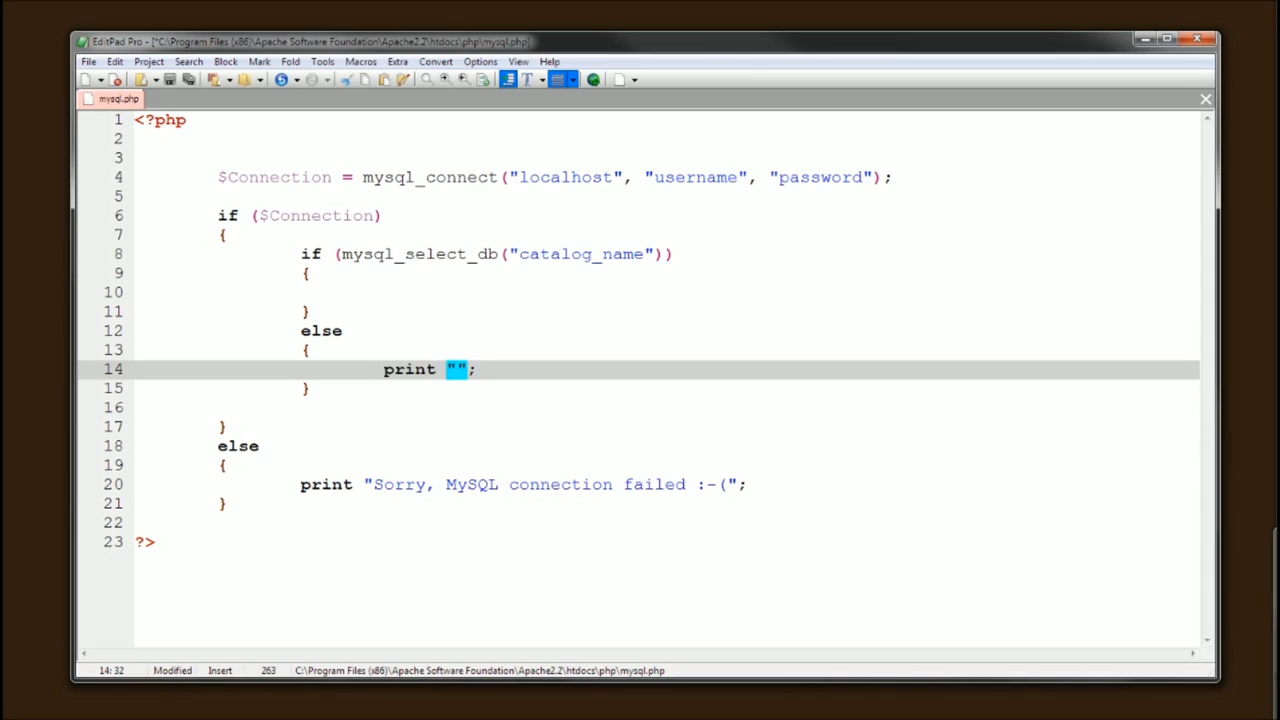 EditPad Pro - [*C:\Program Files (x86)\Apache Software Foundation\Apache2.2\htdocs\php\mysql.php]
File Edit Project Search Block Mark Fold Tools Macros Extra Convert Options View Help
mysql.php
1 <?php
2
3
4 $Connection = mysql_connect("localhost", "username", "password");
5
6 if ($Connection)
7 {
8 if (mysql_select_db("catalog_name"))
9 {
10
11 }
12 else
13 {
14 print "";
15 }
16
17 }
18 else
19 {
20 print "Sorry, MySQL connection failed :-(";
21 }
22
23 ?>
14: 32 Modified Insert 263 C:\Program Files (x86)\Apache Software Foundation\Apache2.2\htdocs\php\mysql.php